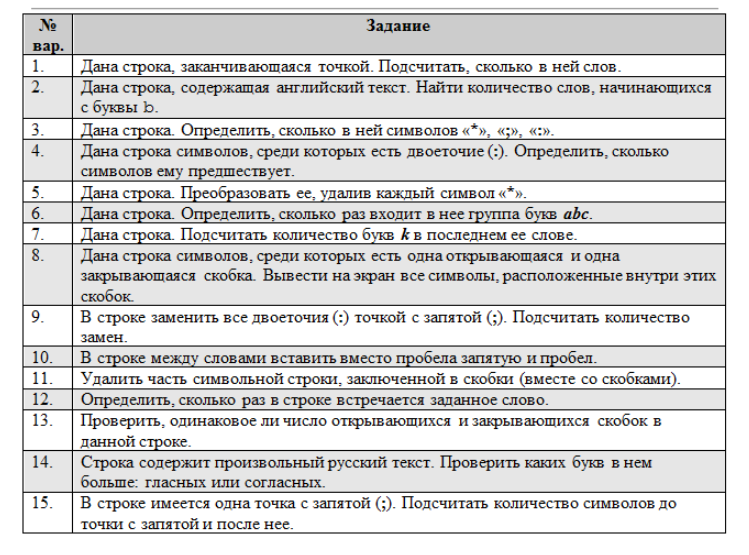 № Задание
вар.
1. Дана строка, заканчивающаяся точкой. Подсчитать, сколько в ней слов.
2. Дана строка, содержащая английский текст. Найти количество слов, начинающихся
с буквы b.
3. Дана строка. Определить, сколько в ней символов «*», «;», «:».
4. Дана строка символов, среди которых есть двоеточие (:). Определить, сколько
символов ему предшествует.
5. Дана строка. Преобразовать ее, удалив каждый символ «*».
6. Дана строка. Определить, сколько раз входит в нее группа букв abc.
7. Дана строка. Подсчитать количество букв k в последнем ее слове.
8. Дана строка символов, среди которых есть одна открывающаяся и одна
закрывающаяся скобка. Вывести на экран все символы, расположенные внутри этих
скобок.
9. В строке заменить все двоеточия (:) точкой с запятой (;). Подсчитать количество
замен.
10. В строке между словами вставить вместо пробела запятую и пробел.
11. Удалить часть символьной строки, заключенной в скобки (вместе со скобками).
12. Определить, сколько раз в строке встречается заданное слово.
13. Проверить, одинаковое ли число открывающихся и закрывающихся скобок в
данной строке.
14. Строка содержит произвольный русский текст. Проверить каких букв в нем
больше: гласных или согласных.
15. В строке имеется одна точка с запятой (;). Подсчитать количество символов до
точки с запятой и после нее.